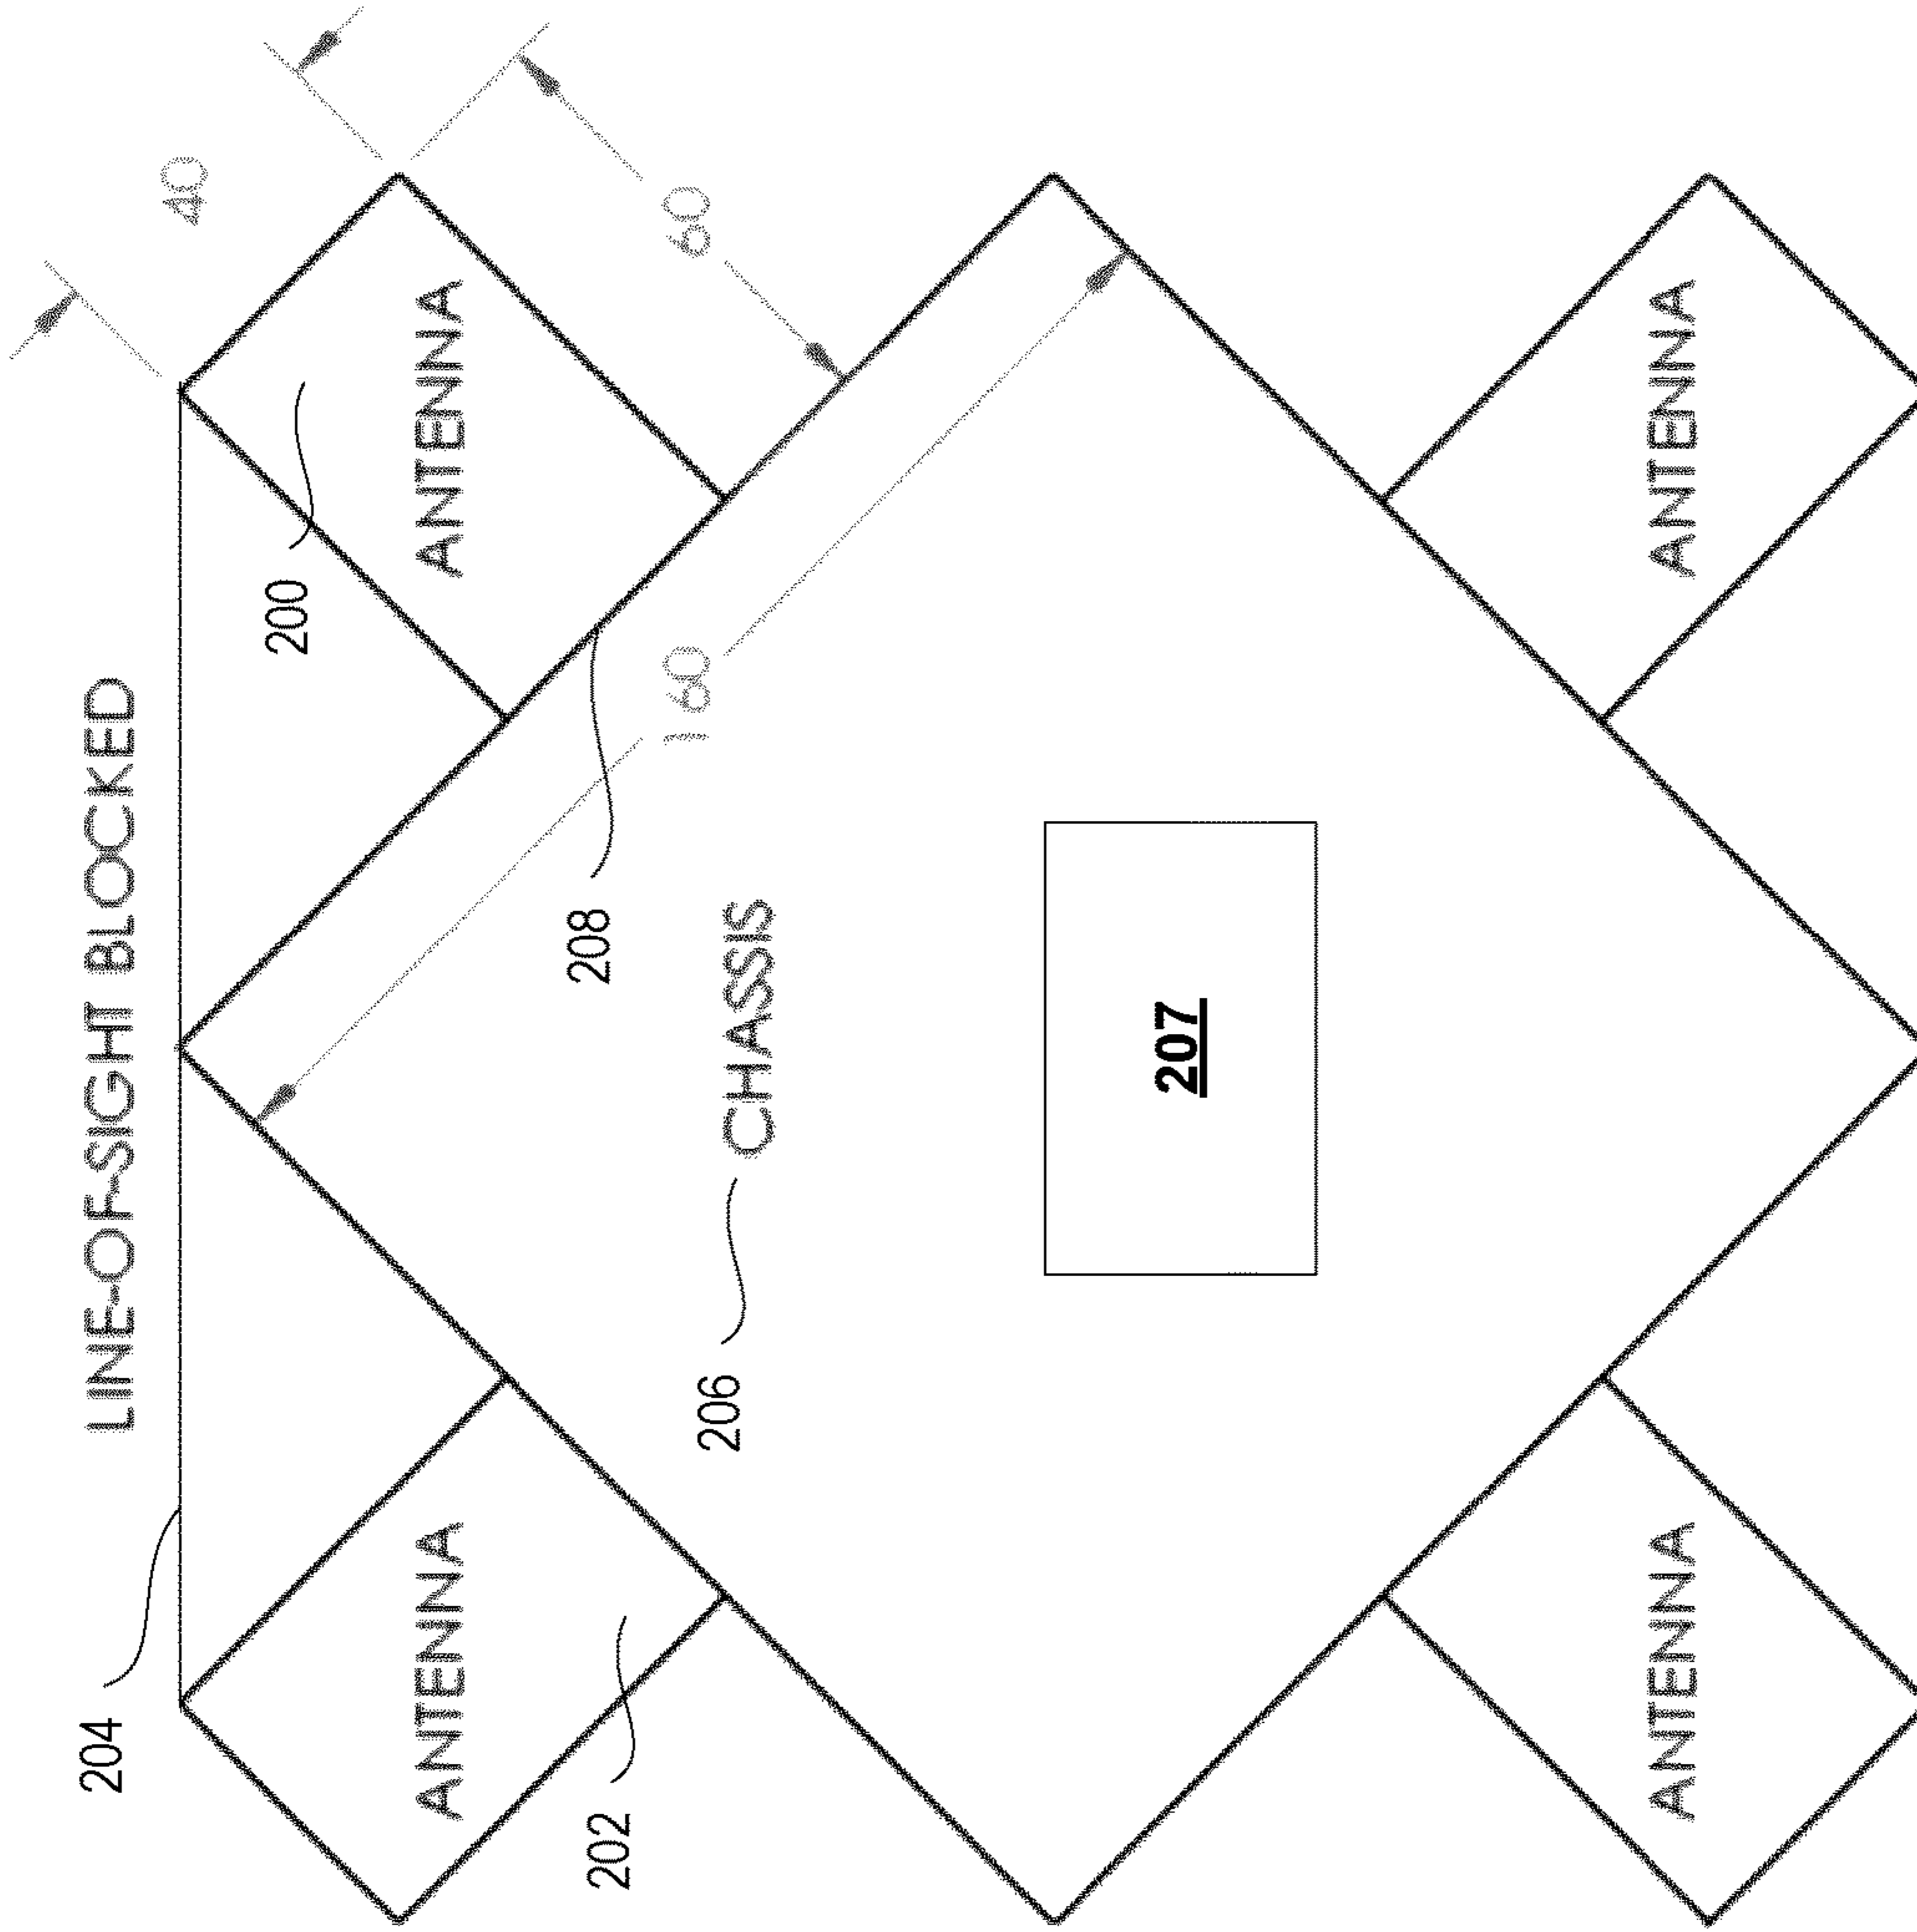 204
LINE-OF-SIGHT BLOCKED
40
200
ANTENNA
ANTENNA
202
208
160
60
206
CHASSIS
207
ANTENNA
ANTENNA